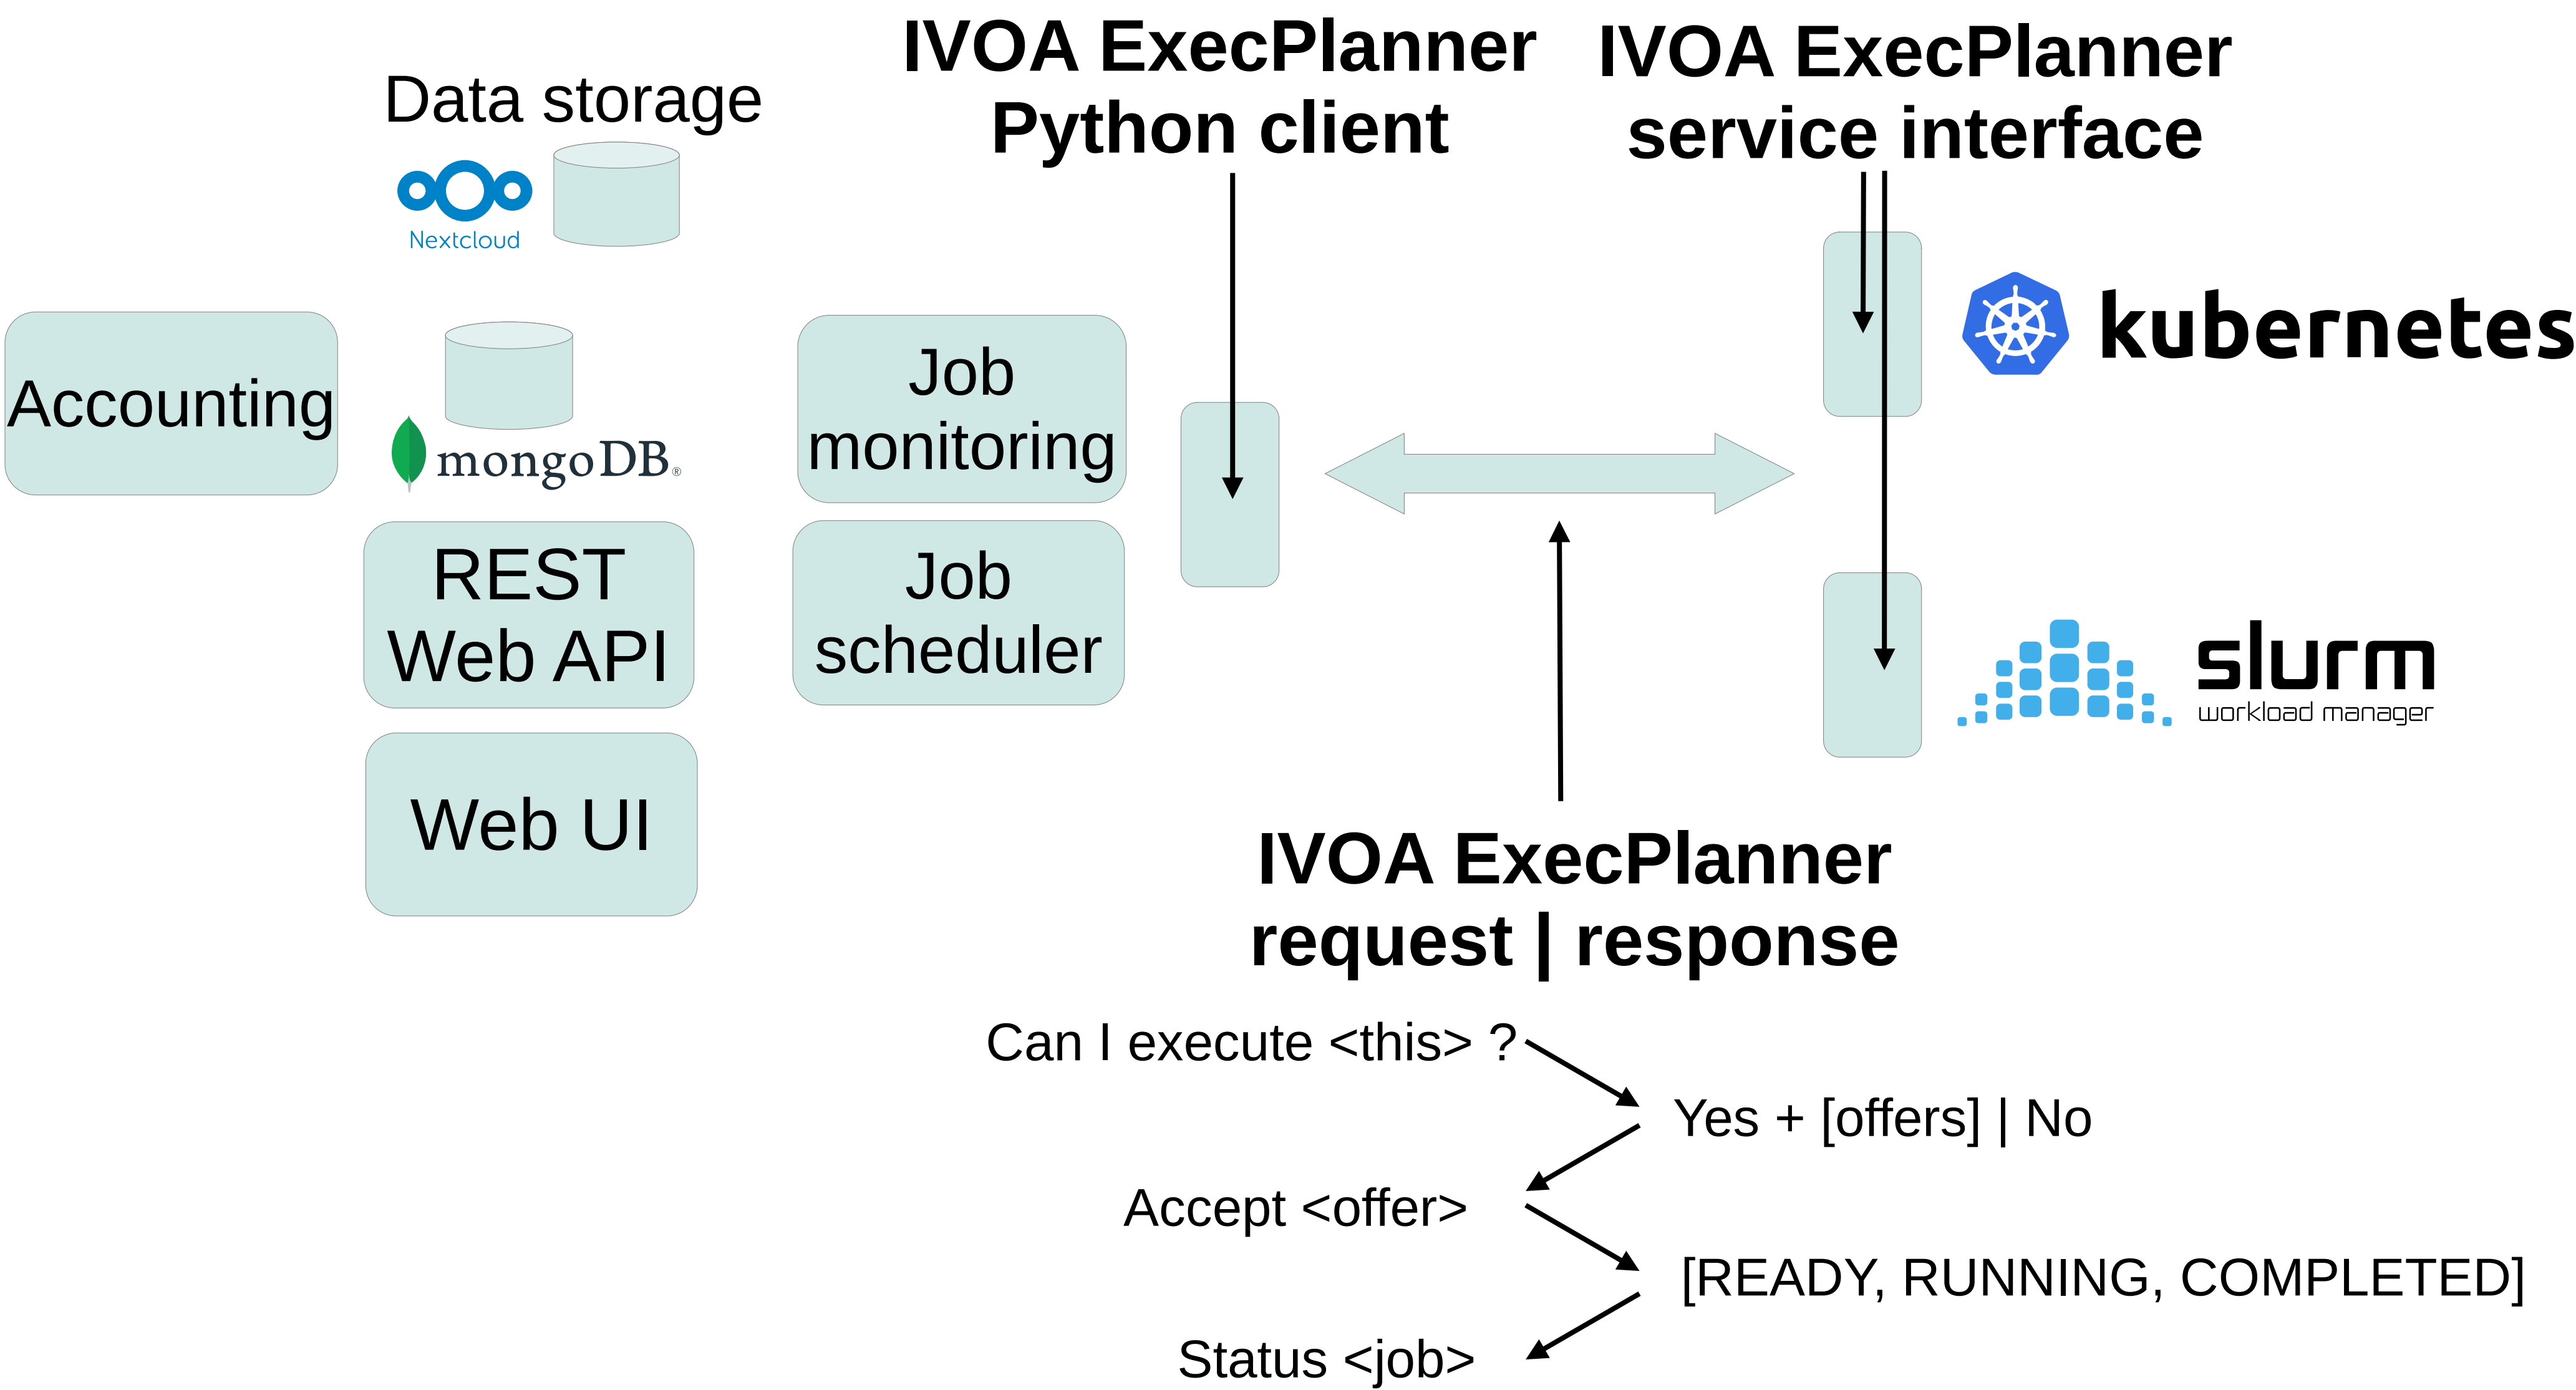 IVOA ExecPlanner
Python client
IVOA ExecPlanner
service interface
Data storage
Nextcloud
kubernetes
Accounting
mongoDB®
Job
monitoring
REST
Web API
Job
scheduler
slurm
workload manager
Web UI
IVOA ExecPlanner
request | response
Can I execute <this> ?
Yes + [offers] | No
Accept <offer>
[READY, RUNNING, COMPLETED]
Status <job>